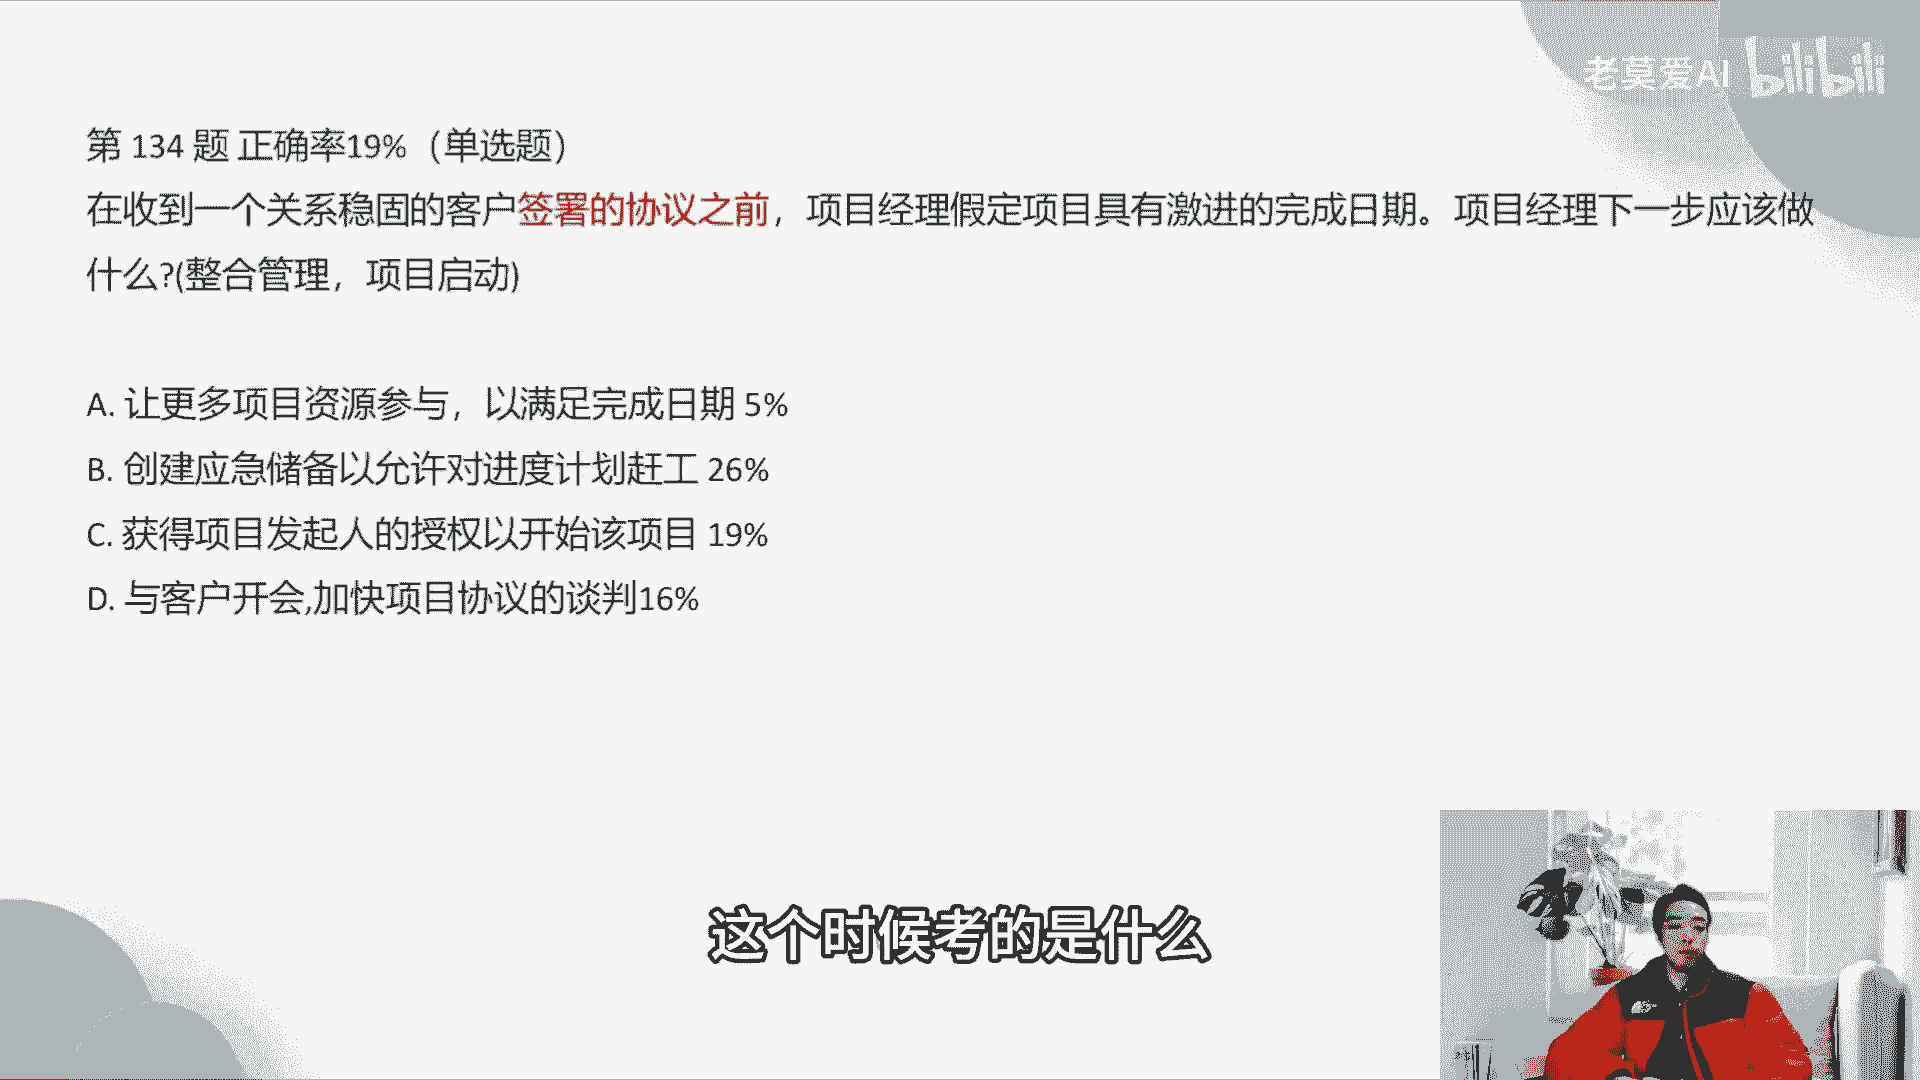 老莫爱AI bilibili
第 134 题 正确率19%（单选题）
在收到一个关系稳固的客户签署的协议之前，项目经理假定项目具有激进的完成日期。项目经理下一步应该做
什么?(整合管理，项目启动)
A. 让更多项目资源参与，以满足完成日期 5%
B. 创建应急储备以允许对进度计划赶工 26%
C. 获得项目发起人的授权以开始该项目 19%
D. 与客户开会,加快项目协议的谈判16%
这个时候考的是什么